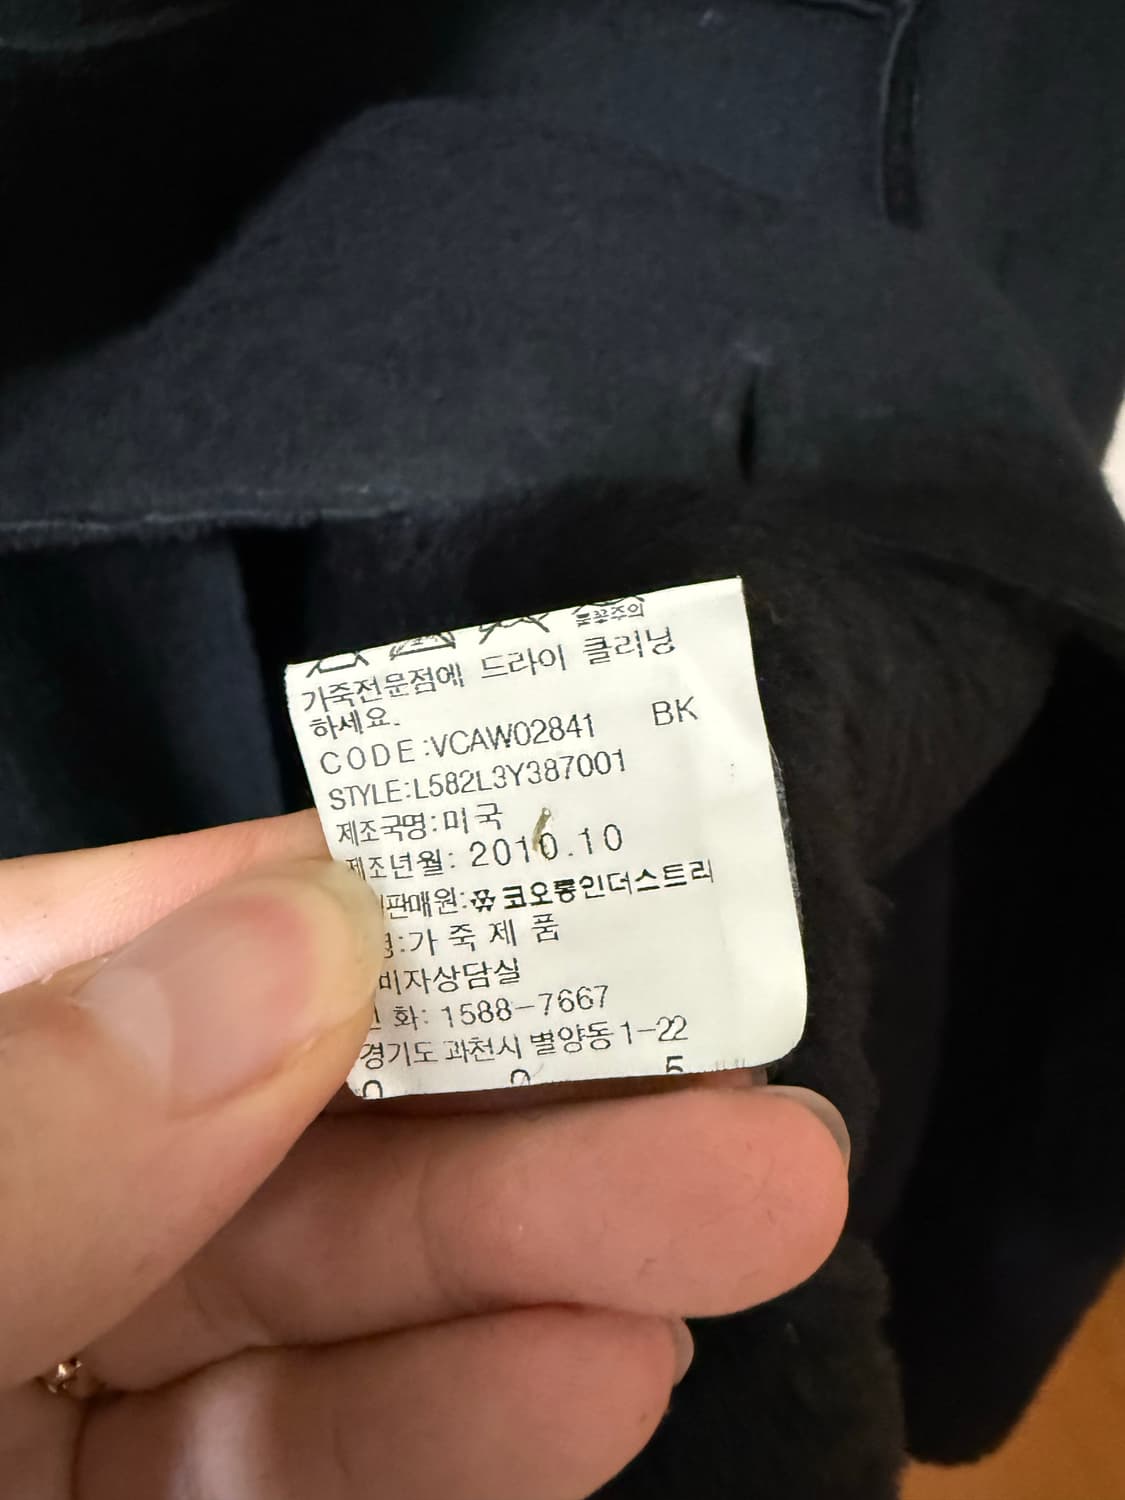 불꽃주의
가죽전문점에 드라이 클리닝
하세요.
CODE:VCAW02841 BK
STYLE:L582L3Y387001
제조국명:미국
제조년월: 2010.10
판매원: 코오롱인더스트리
:가죽제품
비자상담실
화: 1588-7667
경기도 과천시 별양동 1-22